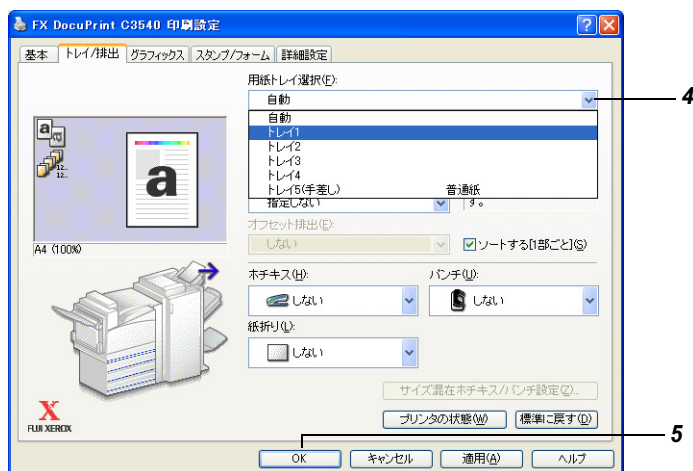 FX DocuPrint C3540 印刷設定
基本 トレイ/排出 グラフィックス スタンプ/フォーム 詳細設定
用紙トレイ選択(F):
自動
4
自動
トレイ1
トレイ2
トレイ3
トレイ4
トレイ5(手差し) 普通紙
指定しない す。
オフセット排出(E):
しない ソートする[1部ごと](S)
a
a
12..
12..
a
A4 (100%)
ホチキス(H): パンチ(U):
しない しない
紙折り(L):
しない
サイズ混在ホチキス/パンチ設定(Z)...
プリンタの状態(W) 標準に戻す(D)
X
FUJI XEROX
5
OK キャンセル 適用(A) ヘルプ